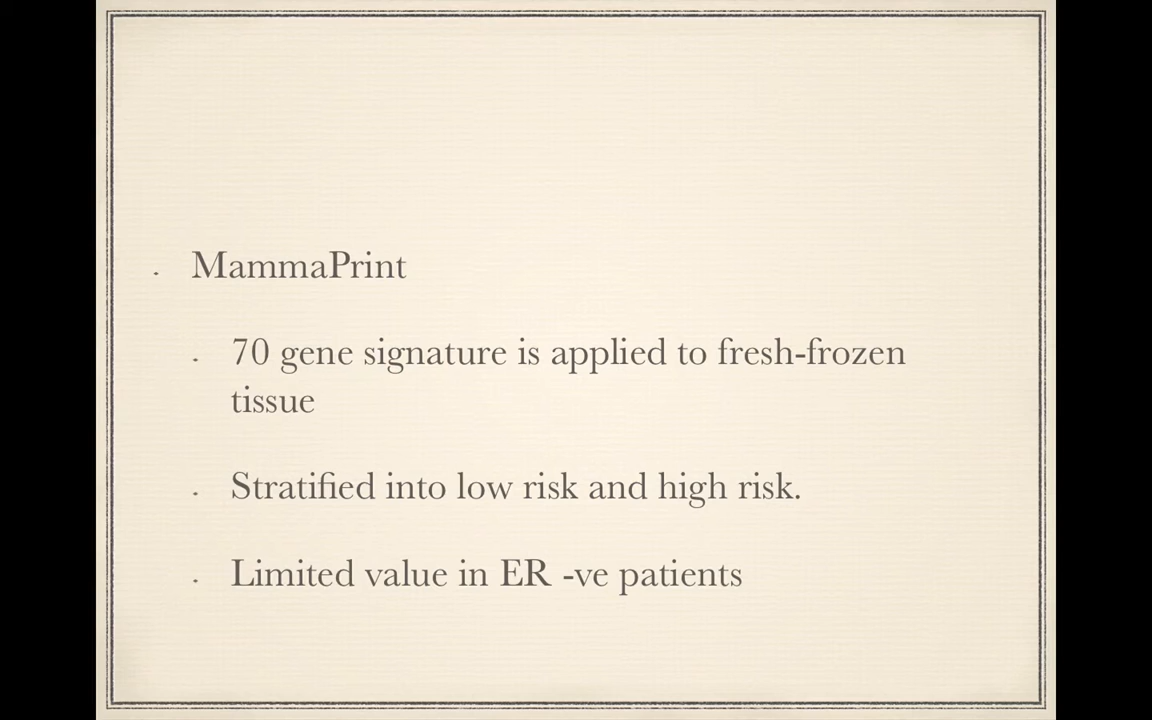 - MammaPrint
- 70 gene signature is applied to fresh-frozen
tissue
- Stratified into low risk and high risk.
- Limited value in ER -ve patients